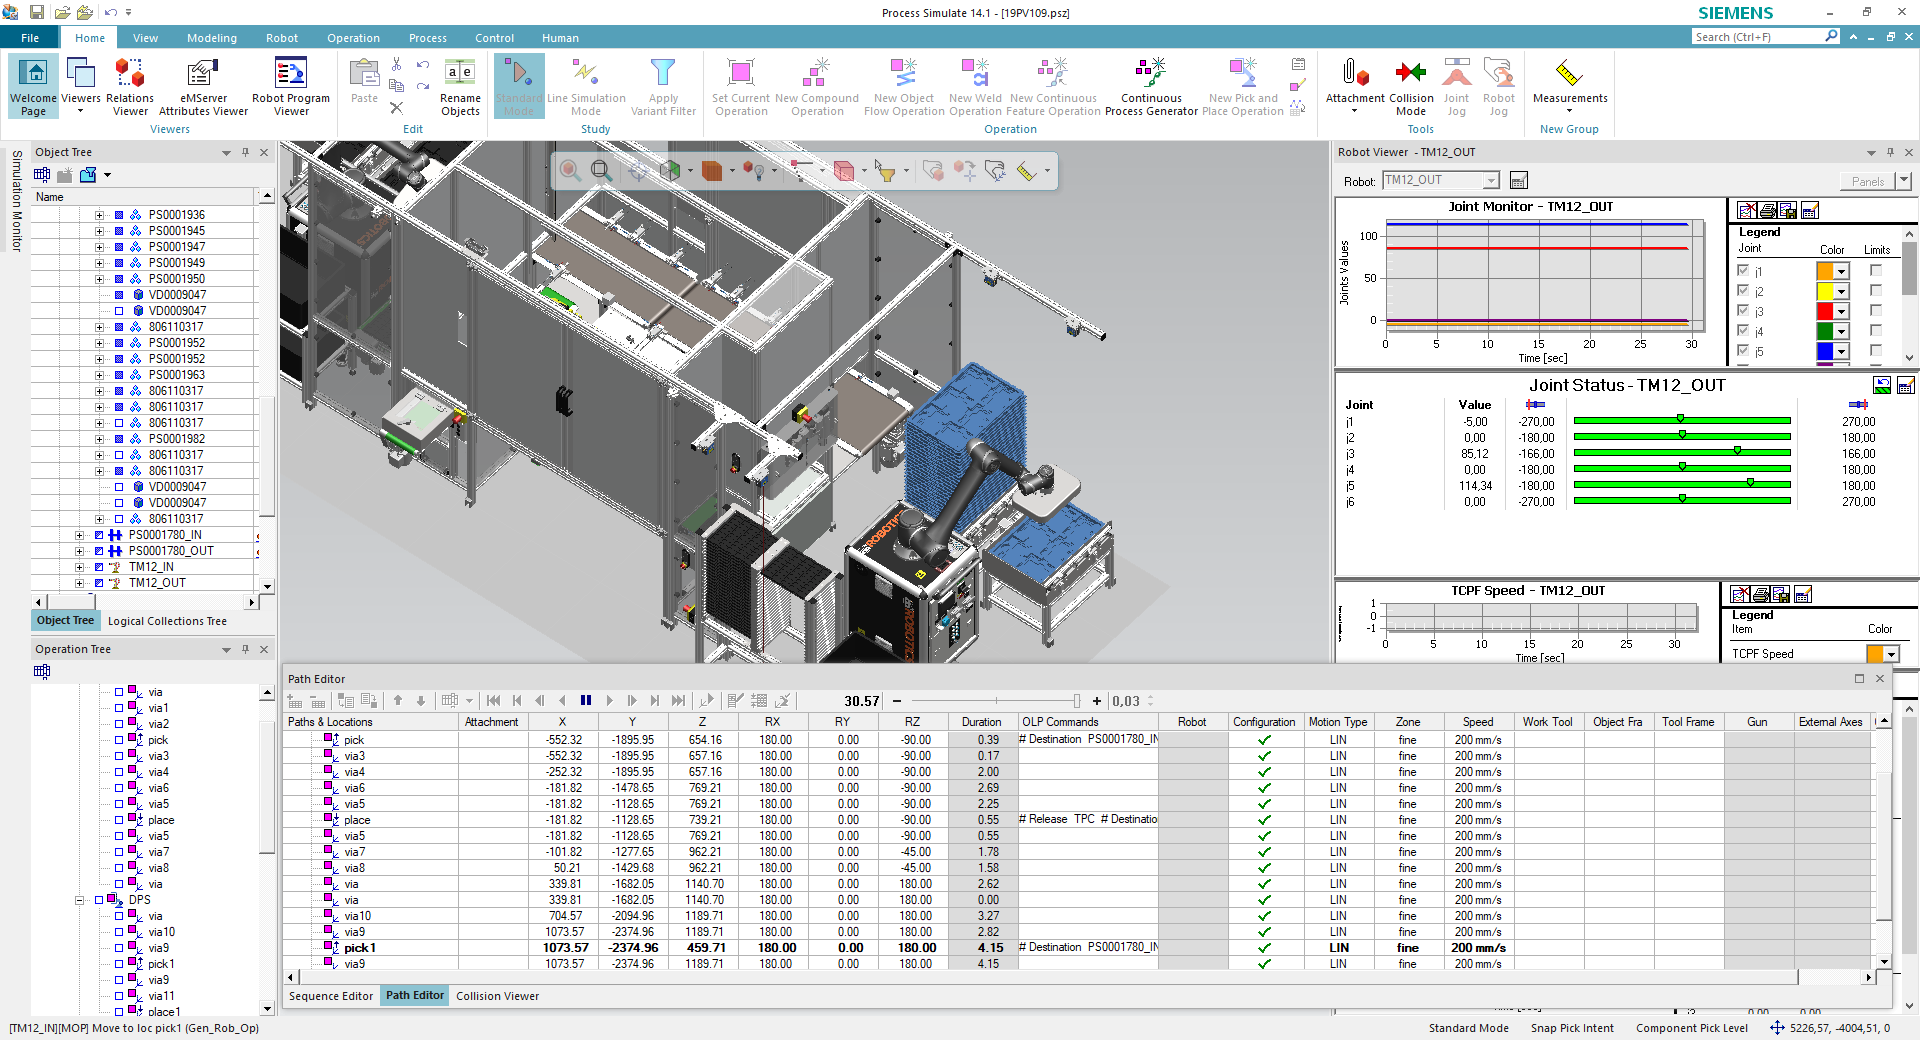 Process Simulate 14.1 - [19PV109.psz]
SIEMENS
File Home View Modeling Robot Operation Process Control Human
Search (Ctrl+F)
Welcome Page
Viewers
Relations Viewer
eMServer Attributes Viewer
Robot Program Viewer
Viewers
Paste
Rename Objects
Edit
Standard Mode
Line Simulation Mode
Apply Variant Filter
Study
Set Current Operation
New Compound Operation
New Object Flow Operation
New Weld Operation
New Continuous Feature Operation
Continuous Process Generator
New Pick and Place Operation
Operation
Attachment
Collision Mode
Joint Jog
Robot Jog
Tools
Measurements
New Group
Simulation Monitor
Object Tree
Name
PS0001936
PS0001945
PS0001947
PS0001949
PS0001950
VD0009047
VD0009047
806110317
PS0001952
PS0001952
PS0001963
806110317
806110317
806110317
PS0001982
806110317
806110317
VD0009047
VD0009047
806110317
PS0001780_IN
PS0001780_OUT
TM12_IN
TM12_OUT
Object Tree Logical Collections Tree
Operation Tree
via
via1
via2
pick
via3
via4
via6
via5
place
via5
via7
via8
via
DPS
via
via10
via9
pick1
via9
via11
place1
Robot Viewer - TM12_OUT
Robot: TM12_OUT
Panels
Joint Monitor - TM12_OUT
Joints Values
100
50
0
0 5 10 15 20 25 30
Time [sec]
Legend
Joint Color Limits
j1
j2
j3
j4
j5
Joint Status - TM12_OUT
Joint Value
j1 -5,00 -270,00 270,00
j2 0,00 -180,00 180,00
j3 85,12 -166,00 166,00
j4 0,00 -180,00 180,00
j5 114,34 -180,00 180,00
j6 0,00 -270,00 270,00
TCPF Speed - TM12_OUT
1
0
-1
0 5 10 15 20 25 30
Time [sec]
Legend
Item Color
TCPF Speed
Path Editor
30.57
0,03
Paths & Locations Attachment X Y Z RX RY RZ Duration OLP Commands Robot Configuration Motion Type Zone Speed Work Tool Object Fra Tool Frame Gun External Axes
pick -552.32 -1895.95 654.16 180.00 0.00 -90.00 0.39 # Destination PS0001780_IN LIN fine 200 mm/s
via3 -552.32 -1895.95 657.16 180.00 0.00 -90.00 0.17 LIN fine 200 mm/s
via4 -252.32 -1895.95 657.16 180.00 0.00 -90.00 2.00 LIN fine 200 mm/s
via6 -181.82 -1478.65 769.21 180.00 0.00 -90.00 2.69 LIN fine 200 mm/s
via5 -181.82 -1128.65 769.21 180.00 0.00 -90.00 2.25 LIN fine 200 mm/s
place -181.82 -1128.65 739.21 180.00 0.00 -90.00 0.55 # Release TPC # Destinatio LIN fine 200 mm/s
via5 -181.82 -1128.65 769.21 180.00 0.00 -90.00 0.55 LIN fine 200 mm/s
via7 -101.82 -1277.65 962.21 180.00 0.00 -45.00 1.78 LIN fine 200 mm/s
via8 50.21 -1429.68 962.21 180.00 0.00 -45.00 1.58 LIN fine 200 mm/s
via 339.81 -1682.05 1140.70 180.00 0.00 180.00 2.62 LIN fine 200 mm/s
via 339.81 -1682.05 1140.70 180.00 0.00 180.00 0.00 LIN fine 200 mm/s
via10 704.57 -2094.96 1189.71 180.00 0.00 180.00 3.27 LIN fine 200 mm/s
via9 1073.57 -2374.96 1189.71 180.00 0.00 180.00 2.82 LIN fine 200 mm/s
pick1 1073.57 -2374.96 459.71 180.00 0.00 180.00 4.15 # Destination PS0001780_IN LIN fine 200 mm/s
via9 1073.57 -2374.96 1189.71 180.00 0.00 180.00 4.15 LIN fine 200 mm/s
Sequence Editor Path Editor Collision Viewer
[TM12_IN][MOP] Move to loc pick1 (Gen_Rob_Op)
Standard Mode Snap Pick Intent Component Pick Level 5226,57, -4004,51, 0